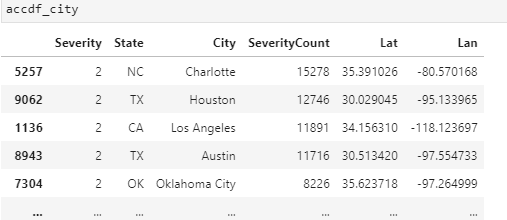 accdf_city
Severity State City SeverityCount Lat Lan
5257 2 NC Charlotte 15278 35.391026 -80.570168
9062 2 TX Houston 12746 30.029045 -95.133965
1136 2 CA Los Angeles 11891 34.156310 -118.123697
8943 2 TX Austin 11716 30.513420 -97.554733
7304 2 OK Oklahoma City 8226 35.623718 -97.264999
... ... ... ... ... ... ...